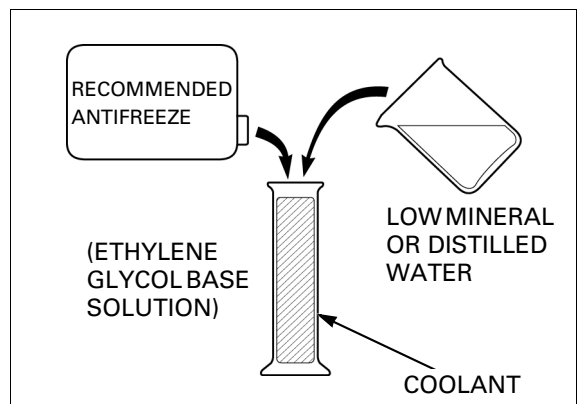 RECOMMENDED
ANTIFREEZE
LOW MINERAL
OR DISTILLED
WATER
(ETHYLENE
GLYCOL BASE
SOLUTION)
COOLANT